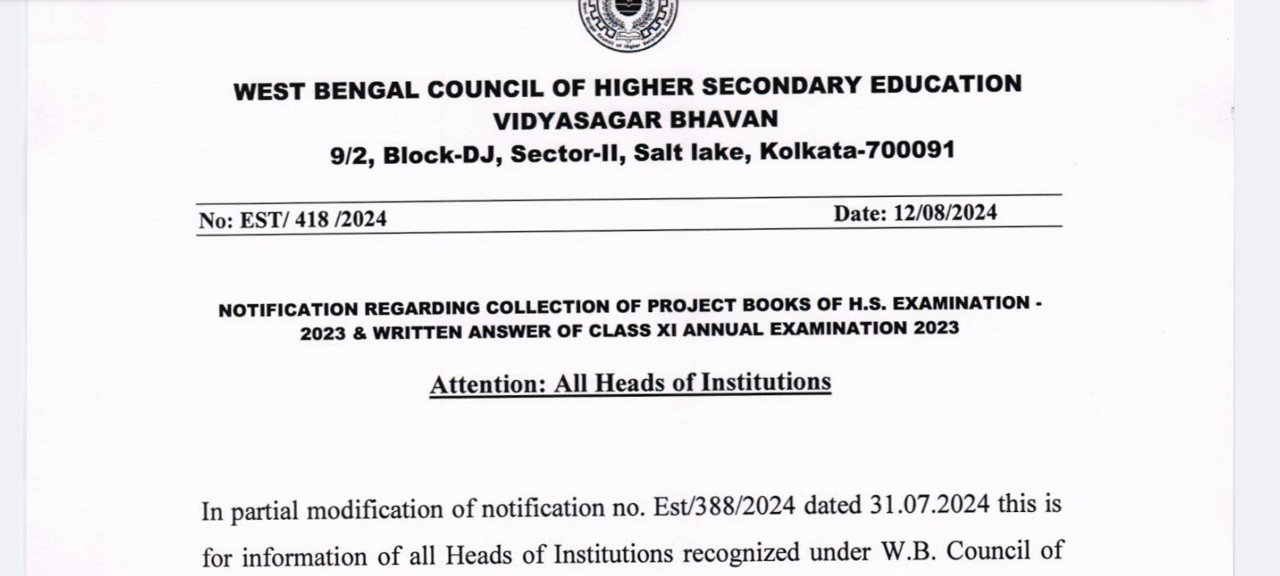 WEST BENGAL COUNCIL OF HIGHER SECONDARY EDUCATION
VIDYASAGAR BHAVAN
9/2, Block-DJ, Sector-II, Salt lake, Kolkata-700091
No: EST/ 418 /2024 Date: 12/08/2024
NOTIFICATION REGARDING COLLECTION OF PROJECT BOOKS OF H.S. EXAMINATION -
2023 & WRITTEN ANSWER OF CLASS XI ANNUAL EXAMINATION 2023
Attention: All Heads of Institutions
In partial modification of notification no. Est/388/2024 dated 31.07.2024 this is
for information of all Heads of Institutions recognized under W.B. Council of